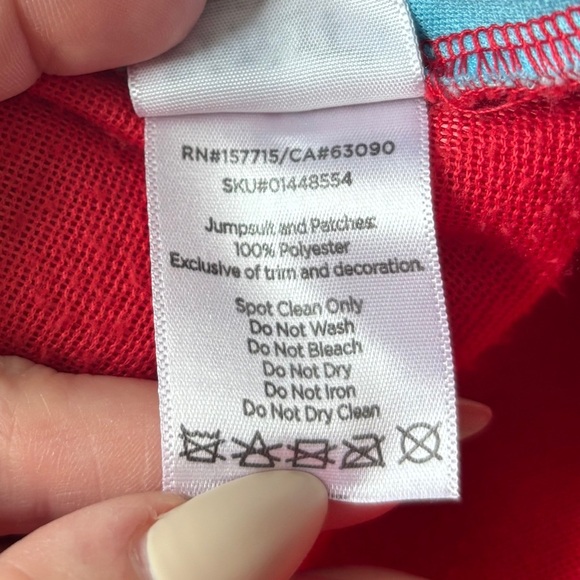 RN#157715/CA#63090
SKU#01448554
Jumpsuit and Patches:
100% Polyester
Exclusive of trim and decoration.
Spot Clean Only
Do Not Wash
Do Not Bleach
Do Not Dry
Do Not Iron
Do Not Dry Clean